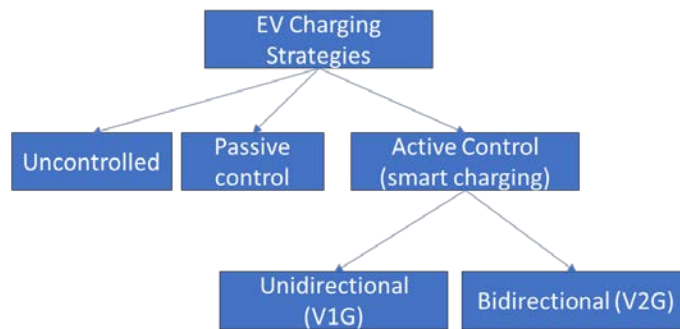 EV Charging
Strategies
Uncontrolled
Passive
control
Active Control
(smart charging)
Unidirectional
(V1G)
Bidirectional (V2G)